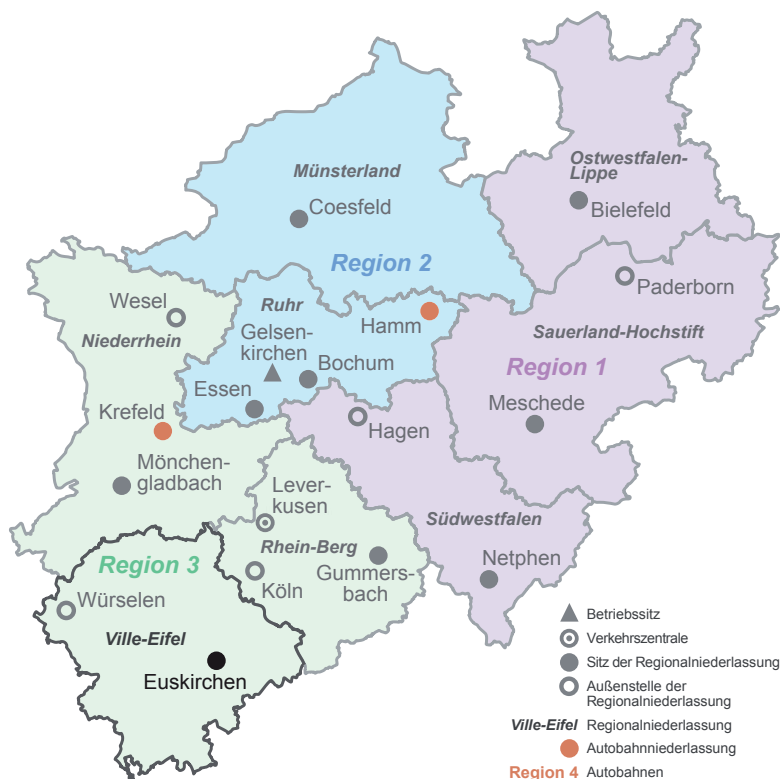 Münsterland
Coesfeld
Ostwestfalen-
Lippe
Bielefeld
Region 2
Paderborn
Wesel
Niederrhein
Ruhr
Gelsen-
kirchen
Hamm
Sauerland-Hochstift
Bochum
Region 1
Essen
Krefeld
Hagen
Meschede
Mönchen-
gladbach
Lever-
kusen
Südwestfalen
Rhein-Berg
Region 3
Köln
Gummers-
bach
Netphen
Würselen
Ville-Eifel
Euskirchen
Betriebssitz
Verkehrszentrale
Sitz der Regionalniederlassung
Außenstelle der
Regionalniederlassung
Ville-Eifel Regionalniederlassung
Autobahnniederlassung
Region 4 Autobahnen